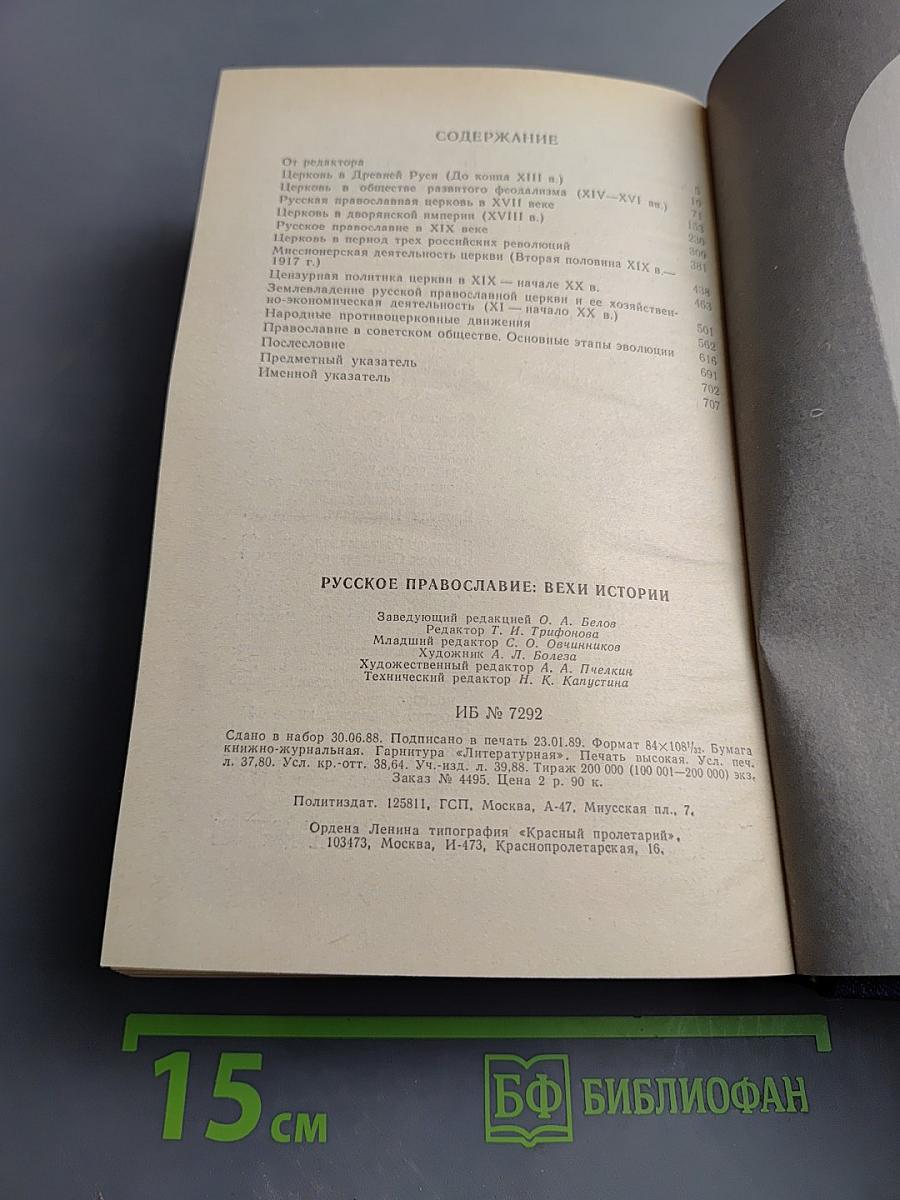 СОДЕРЖАНИЕ
От редактора 5
Церковь в Древней Руси (До конца XIII в.) 10
Церковь в обществе развитого феодализма (XIV—XVI вв.) 71
Русская православная церковь в XVII веке 153
Церковь в дворянской империи (XVIII в.) 230
Русское православие в XIX веке 309
Церковь в период трех российских революций 381
Миссионерская деятельность церкви (Вторая половина XIX в.—
1917 г.) 438
Цензурная политика церкви в XIX — начале XX в. 463
Землевладение русской православной церкви и ее хозяйствен-
но-экономическая деятельность (XI — начало XX в.) 501
Народные противоцерковные движения 562
Православие в советском обществе. Основные этапы эволюции 616
Послесловие 691
Предметный указатель 702
Именной указатель 707
РУССКОЕ ПРАВОСЛАВИЕ: ВЕХИ ИСТОРИИ
Заведующий редакцией О. А. Белов
Редактор Т. И. Трифонова
Младший редактор С. О. Овчинников
Художник А. Л. Болеза
Художественный редактор А. А. Пчелкин
Технический редактор Н. К. Капустина
ИБ № 7292
Сдано в набор 30.06.88. Подписано в печать 23.01.89. Формат 84×108¹/₃₂. Бумага
книжно-журнальная. Гарнитура «Литературная». Печать высокая. Усл. печ.
л. 37,80. Усл. кр.-отт. 38,64. Уч.-изд. л. 39,88. Тираж 200 000 (100 001—200 000) экз.
Заказ № 4495. Цена 2 р. 90 к.
Политиздат. 125811, ГСП, Москва, А-47, Миусская пл., 7.
Ордена Ленина типография «Красный пролетарий».
103473, Москва, И-473, Краснопролетарская, 16.
15 см
БФ БИБЛИОФАН